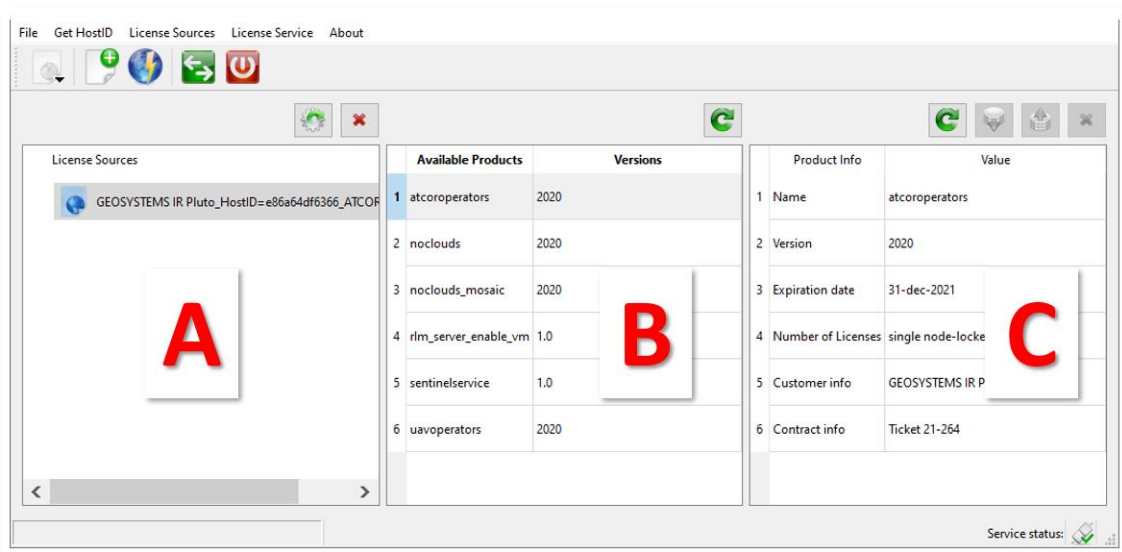 File Get HostID License Sources License Service About
License Sources
GEOSYSTEMS IR Pluto_HostID=e86a64df6366_ATCOR
A
Available Products Versions
1 atcoroperators 2020
2 noclouds 2020
3 noclouds_mosaic 2020
4 rlm_server_enable_vm 1.0
5 sentinelservice 1.0
6 uavoperators 2020
B
Product Info Value
1 Name atcoroperators
2 Version 2020
3 Expiration date 31-dec-2021
4 Number of Licenses single node-locke
5 Customer info GEOSYSTEMS IR P
6 Contract info Ticket 21-264
C
Service status: